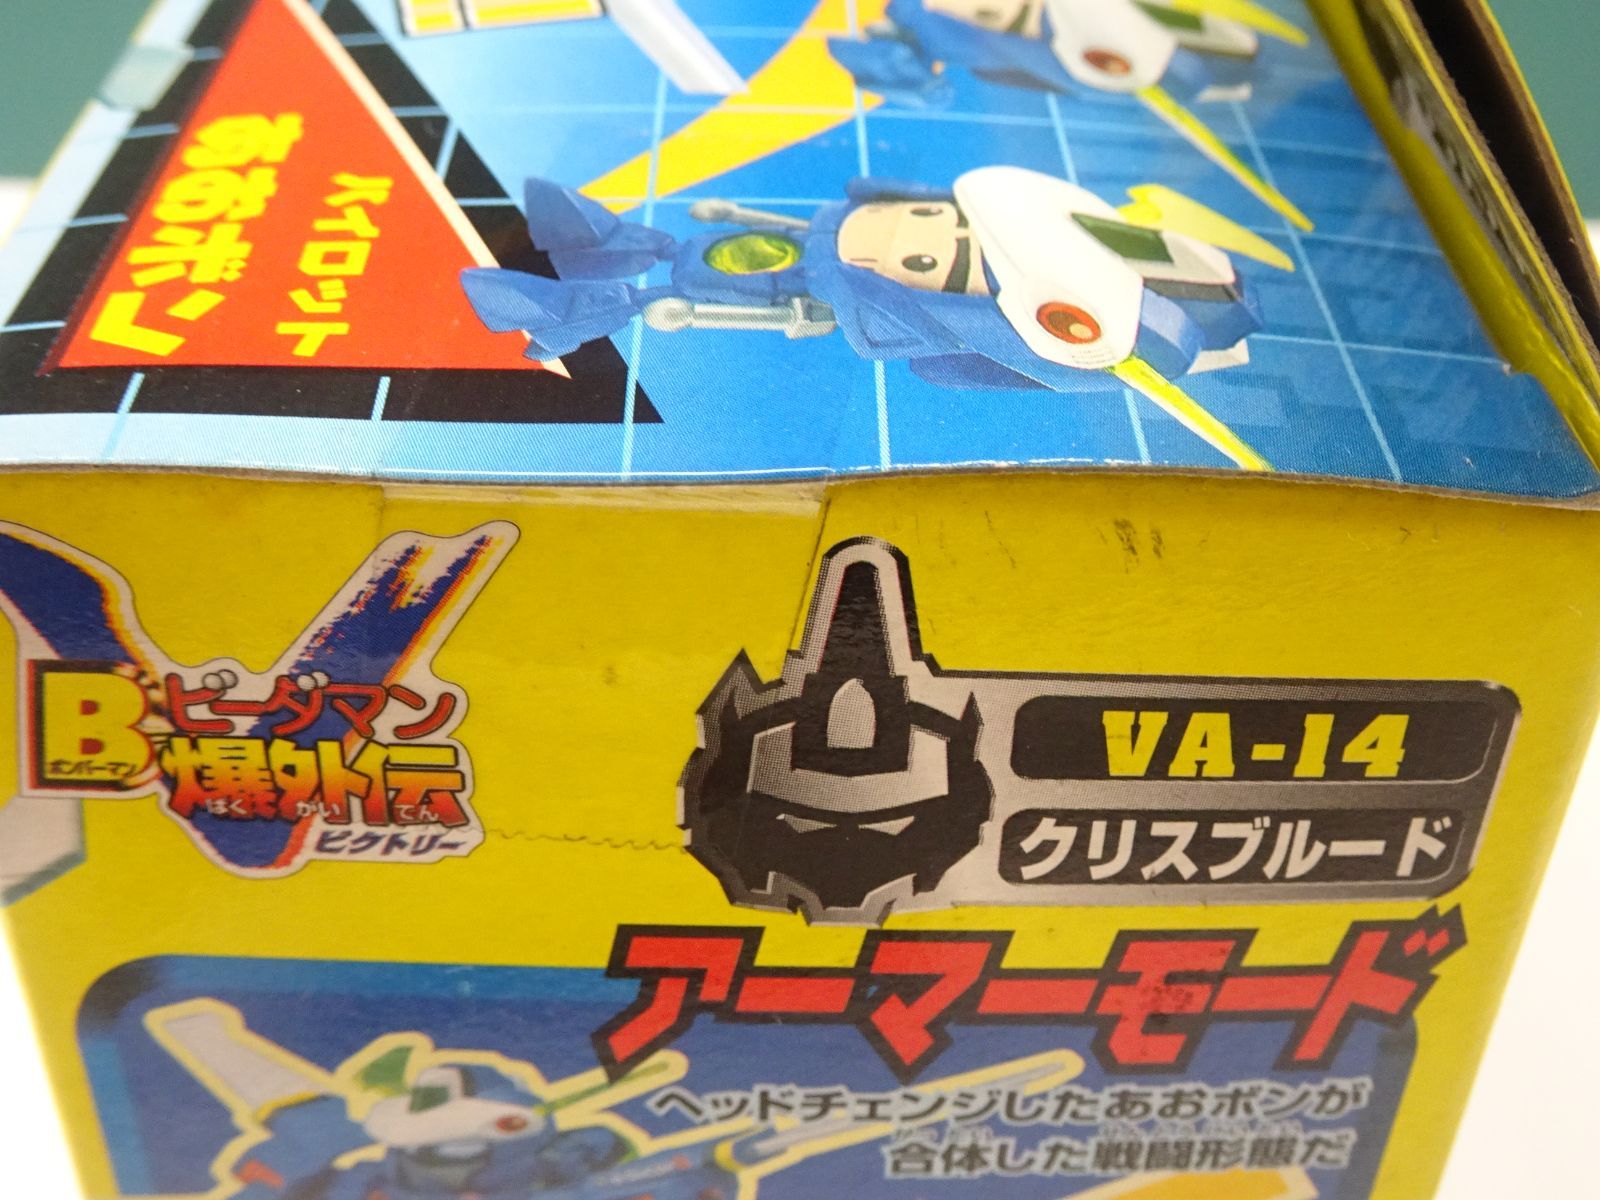 パイロット
あおボン
B
ボンバーマン
ビーダマン
爆外伝
ばくがいでん
ビクトリー
VA-14
クリスブルード
アーマーモード
ヘッドチェンジしたあおボンが
合体した戦闘形態だ